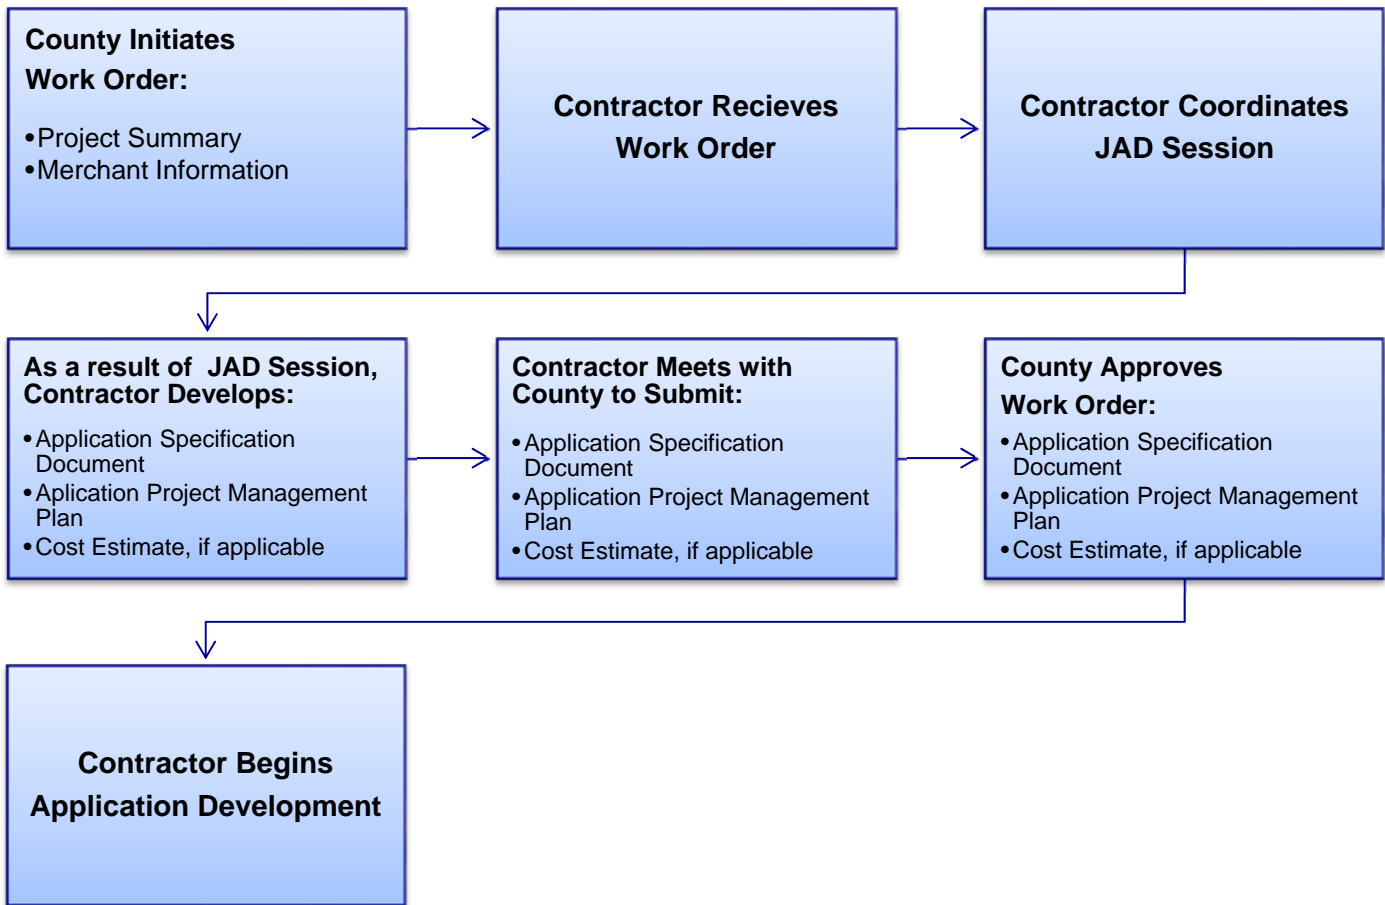 County Initiates
Work Order:
•Project Summary
•Merchant Information
Contractor Recieves
Work Order
Contractor Coordinates
JAD Session
As a result of  JAD Session,
Contractor Develops:
•Application Specification
Document
•Aplication Project Management
Plan
•Cost Estimate, if applicable
Contractor Meets with
County to Submit:
•Application Specification
Document
•Application Project Management
Plan
•Cost Estimate, if applicable
County Approves
Work Order:
•Application Specification
Document
•Application Project Management
Plan
•Cost Estimate, if applicable
Contractor Begins
Application Development